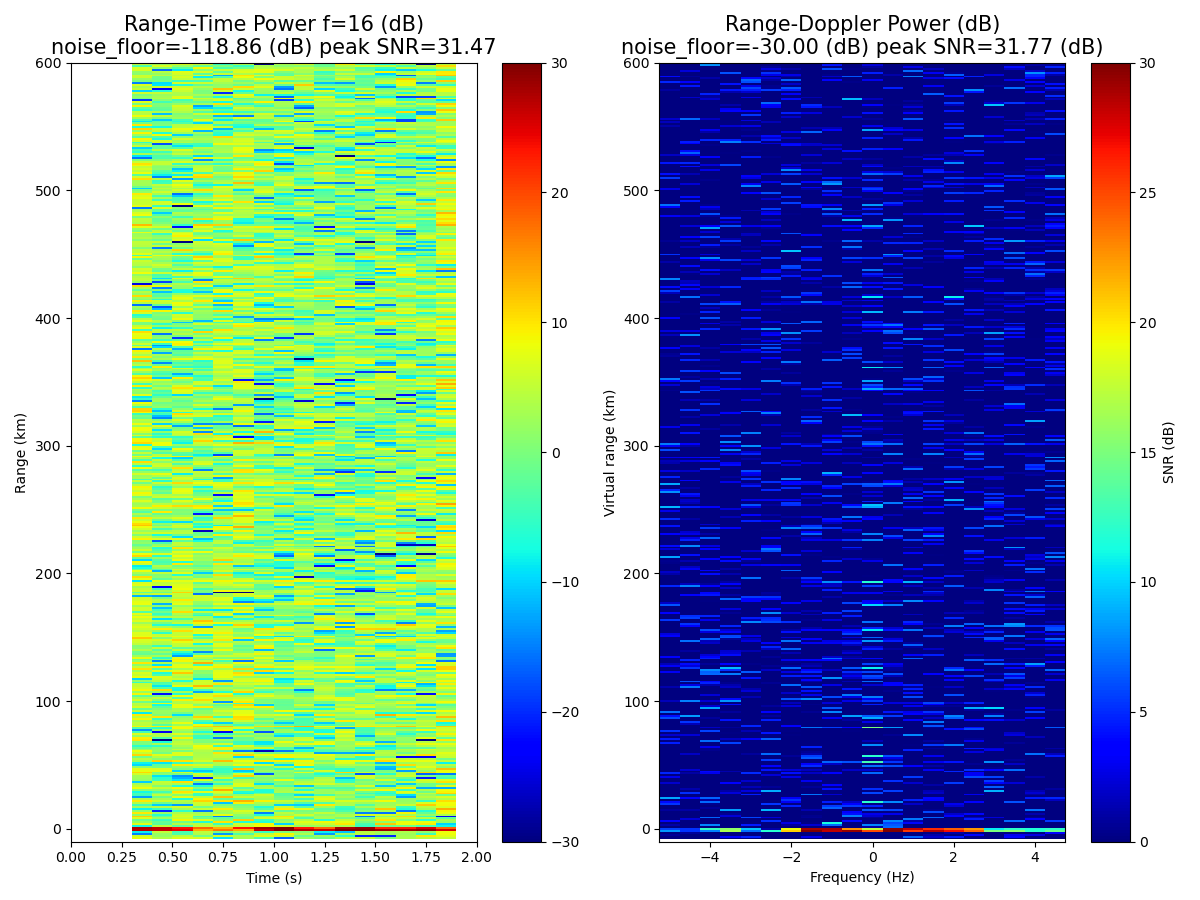 Range-Time Power f=16 (dB)
noise_floor=-118.86 (dB) peak SNR=31.47
600
500
400
300
200
100
0
Range (km)
0.00 0.25 0.50 0.75 1.00 1.25 1.50 1.75 2.00
Time (s)
30
20
10
0
−10
−20
−30
Range-Doppler Power (dB)
noise_floor=-30.00 (dB) peak SNR=31.77 (dB)
600
500
400
300
200
100
0
Virtual range (km)
−4 −2 0 2 4
Frequency (Hz)
30
25
20
15
10
5
0
SNR (dB)